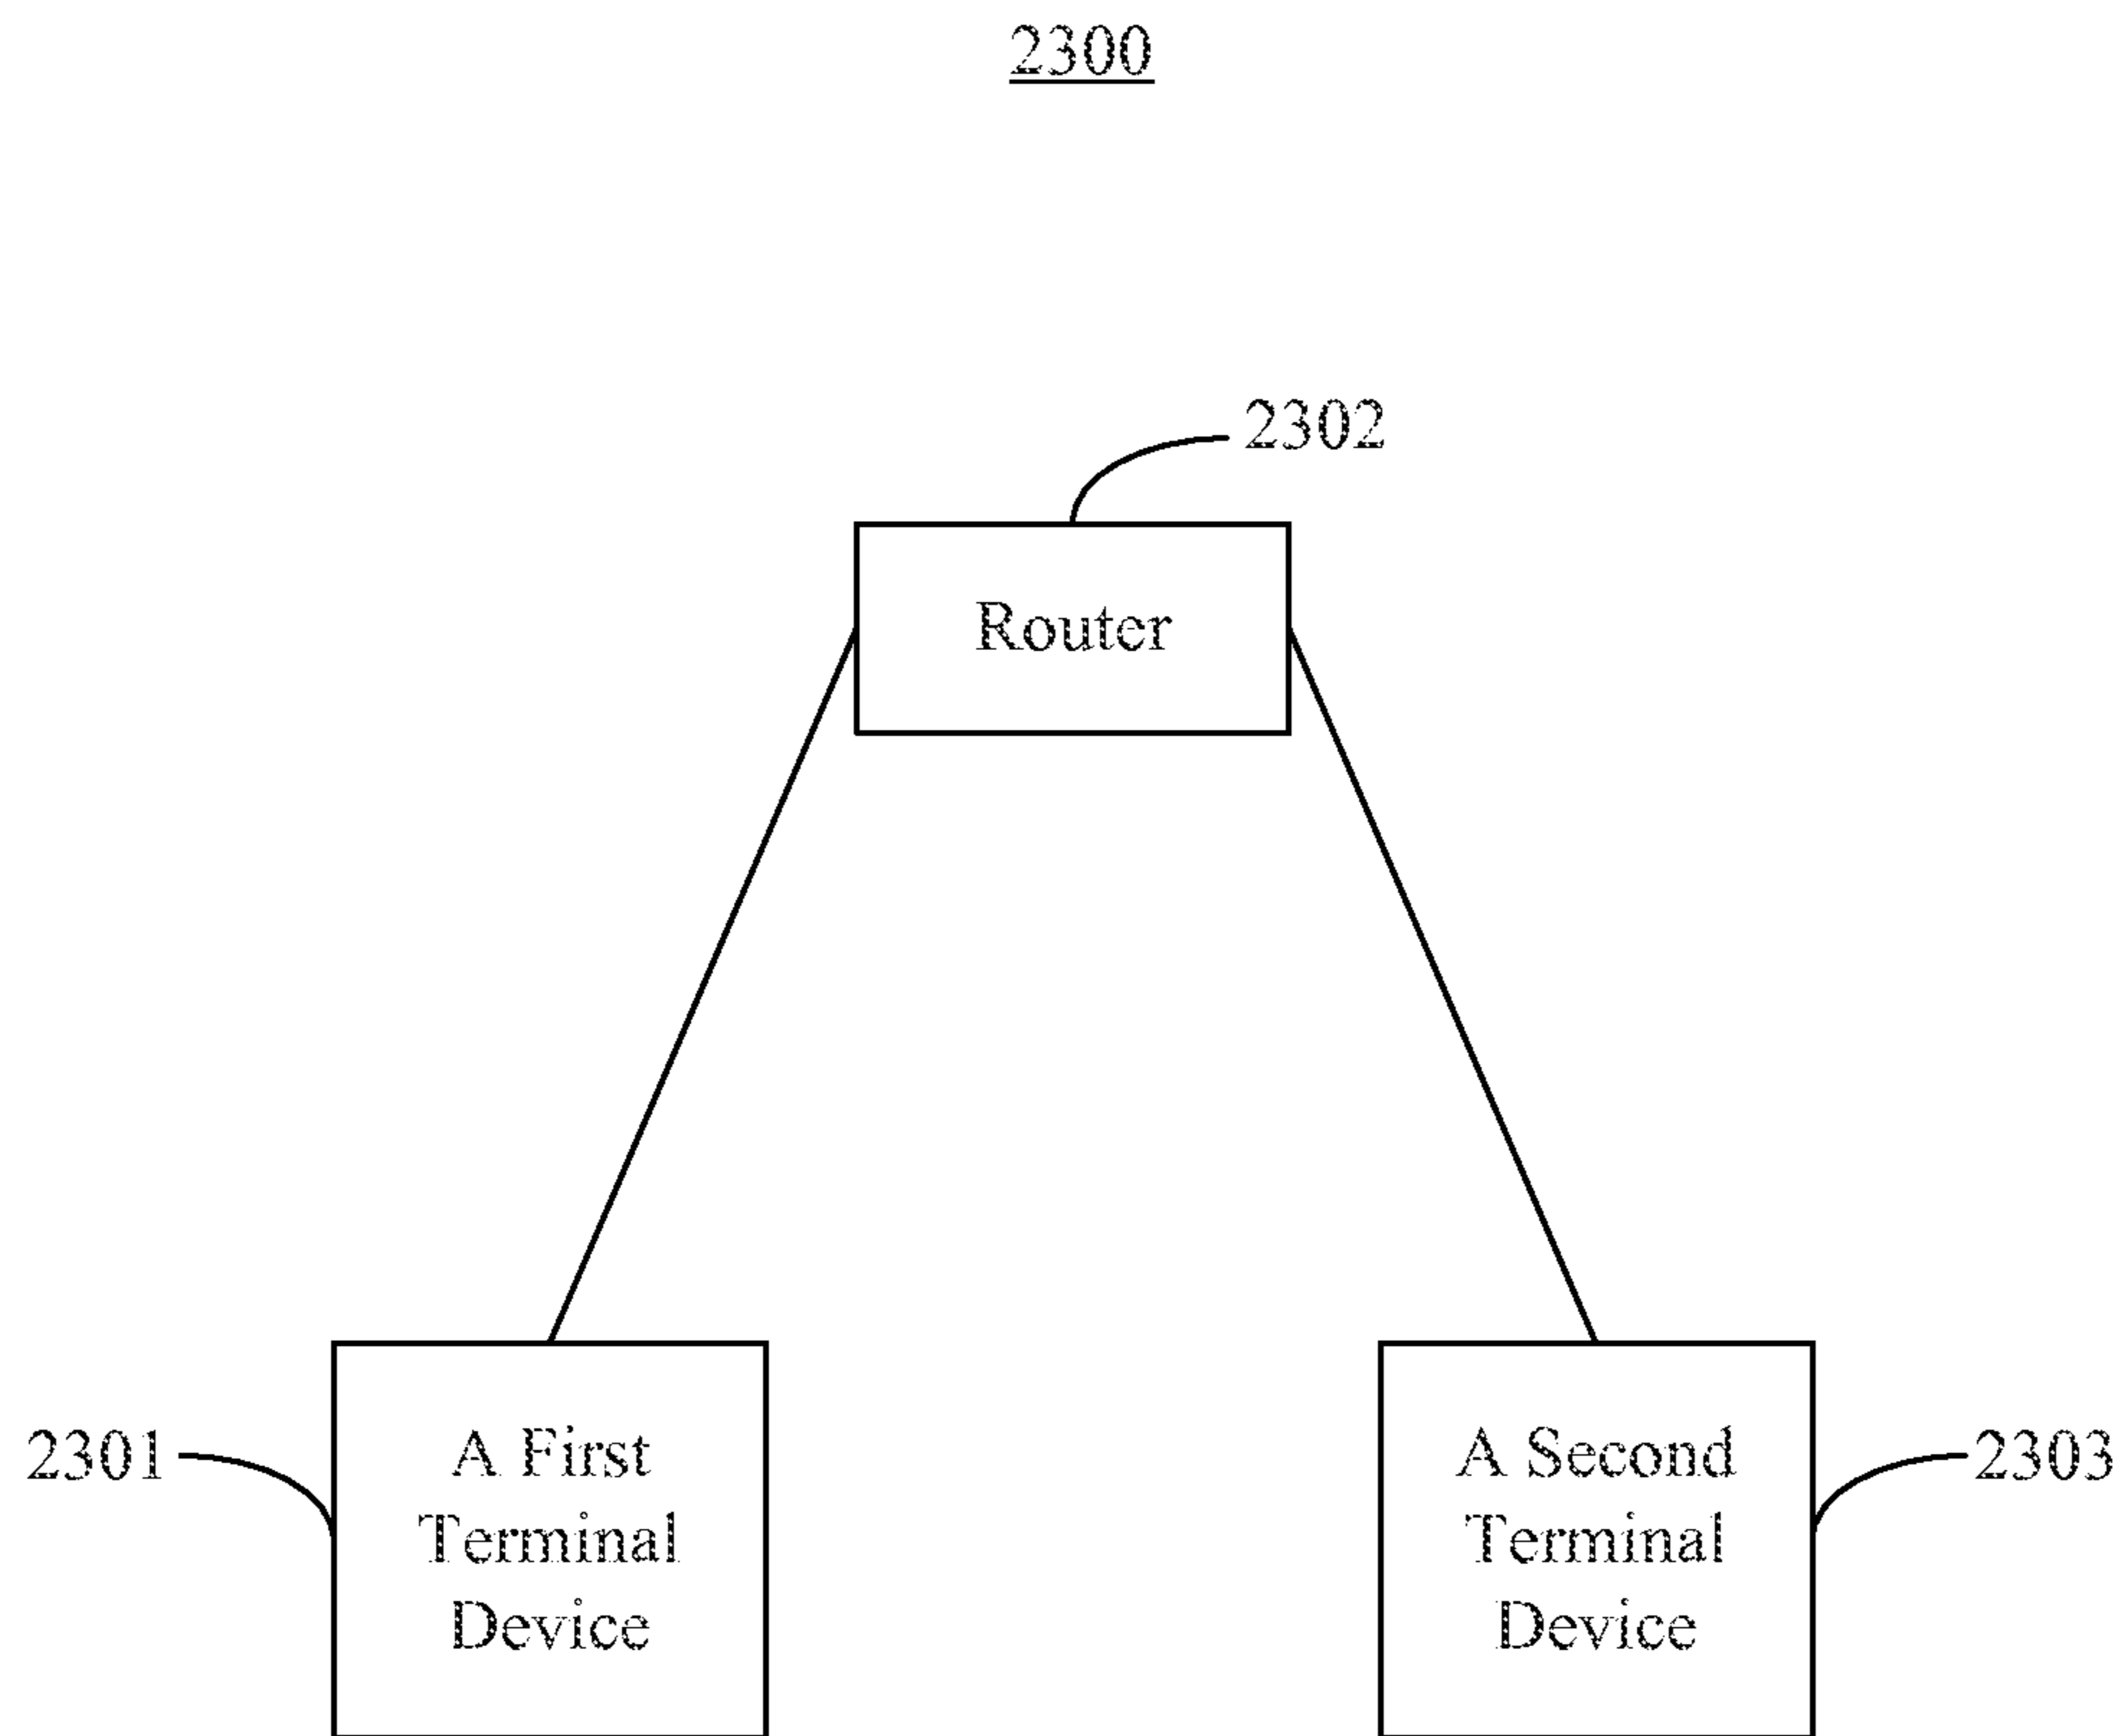 2300
2302
Router
2301
A First
Terminal
Device
A Second
Terminal
Device
2303